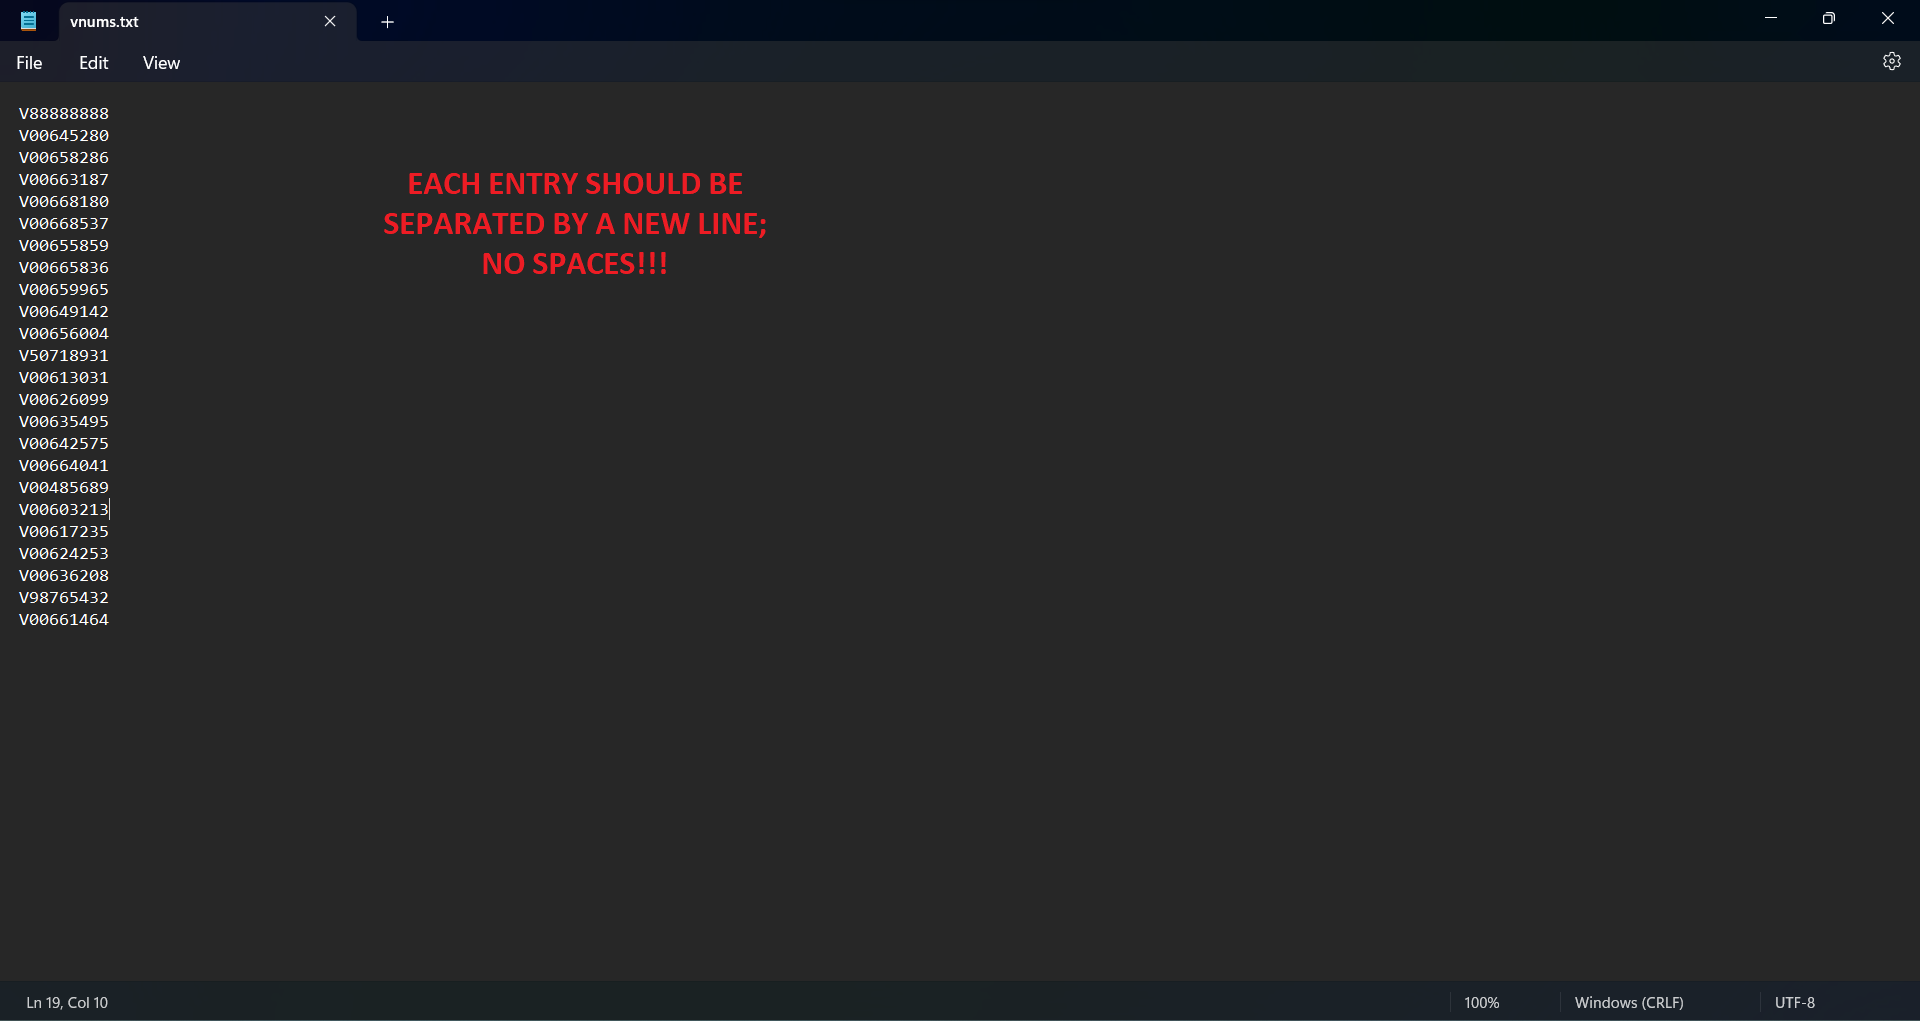 vnums.txt
File Edit View
V88888888
V00645280
V00658286
V00663187
V00668180
V00668537
V00655859
V00665836
V00659965
V00649142
V00656004
V50718931
V00613031
V00626099
V00635495
V00642575
V00664041
V00485689
V00603213
V00617235
V00624253
V00636208
V98765432
V00661464
EACH ENTRY SHOULD BE
SEPARATED BY A NEW LINE;
NO SPACES!!!
Ln 19, Col 10 100% Windows (CRLF) UTF-8